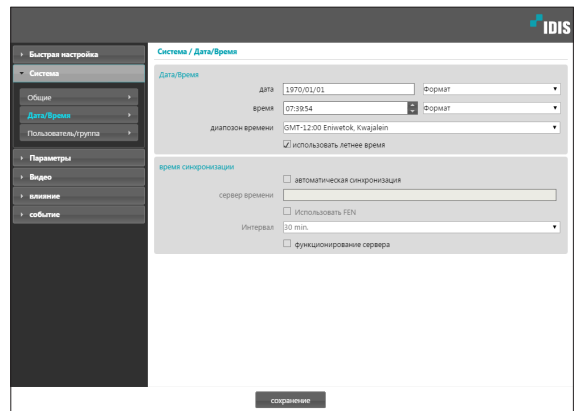 IDIS
Быстрая настройка
Система
Общие
Дата/Время
Пользователь/группа
Параметры
Видео
влияние
событие
Система / Дата/Время
Дата/Время
дата 1970/01/01 Формат
время 07:39:54 Формат
диапозон времени GMT-12:00 Eniwetok, Kwajalein
использовать летнее время
время синхронизации
автоматическая синхронизация
сервер времени
Использовать FEN
Интервал 30 min.
функционирование сервера
сохранение